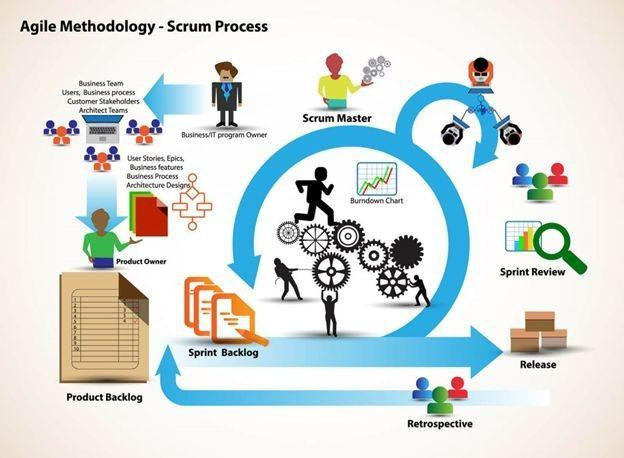 Agile Methodology - Scrum Process
Business Team
Users, Business process
Customer Stakeholders
Architect Teams
Business/IT program Owner
Scrum Master
User Stories, Epics,
Business features
Business Process
Architecture Designs
Burndown Chart
Product Owner
Sprint Review
Sprint Backlog
Release
Product Backlog
Retrospective